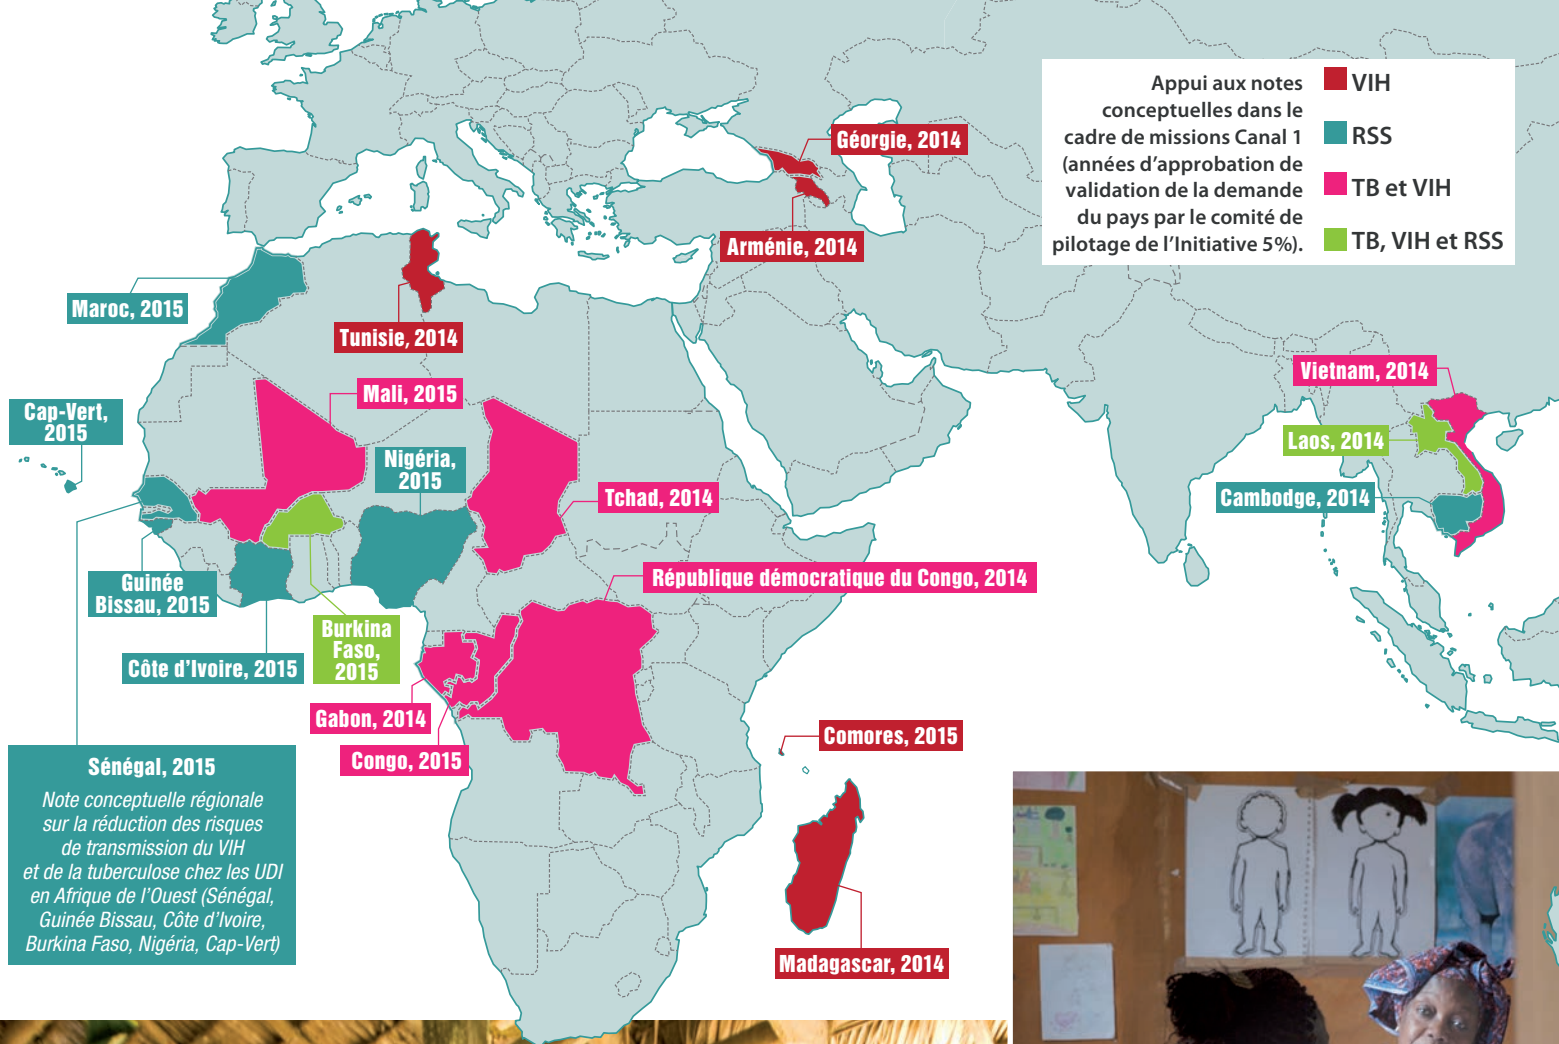 Appui aux notes
conceptuelles dans le
cadre de missions Canal 1
(années d’approbation de
validation de la demande
du pays par le comité de
pilotage de l’Initiative 5%).
VIH
RSS
TB et VIH
TB, VIH et RSS
Géorgie, 2014
Arménie, 2014
Maroc, 2015
Tunisie, 2014
Mali, 2015
Cap-Vert,
2015
Nigéria,
2015
Tchad, 2014
Vietnam, 2014
Laos, 2014
Cambodge, 2014
Guinée
Bissau, 2015
République démocratique du Congo, 2014
Burkina
Faso,
2015
Côte d’Ivoire, 2015
Gabon, 2014
Congo, 2015
Comores, 2015
Madagascar, 2014
Sénégal, 2015
Note conceptuelle régionale
sur la réduction des risques
de transmission du VIH
et de la tuberculose chez les UDI
en Afrique de l’Ouest (Sénégal,
Guinée Bissau, Côte d’Ivoire,
Burkina Faso, Nigéria, Cap-Vert)